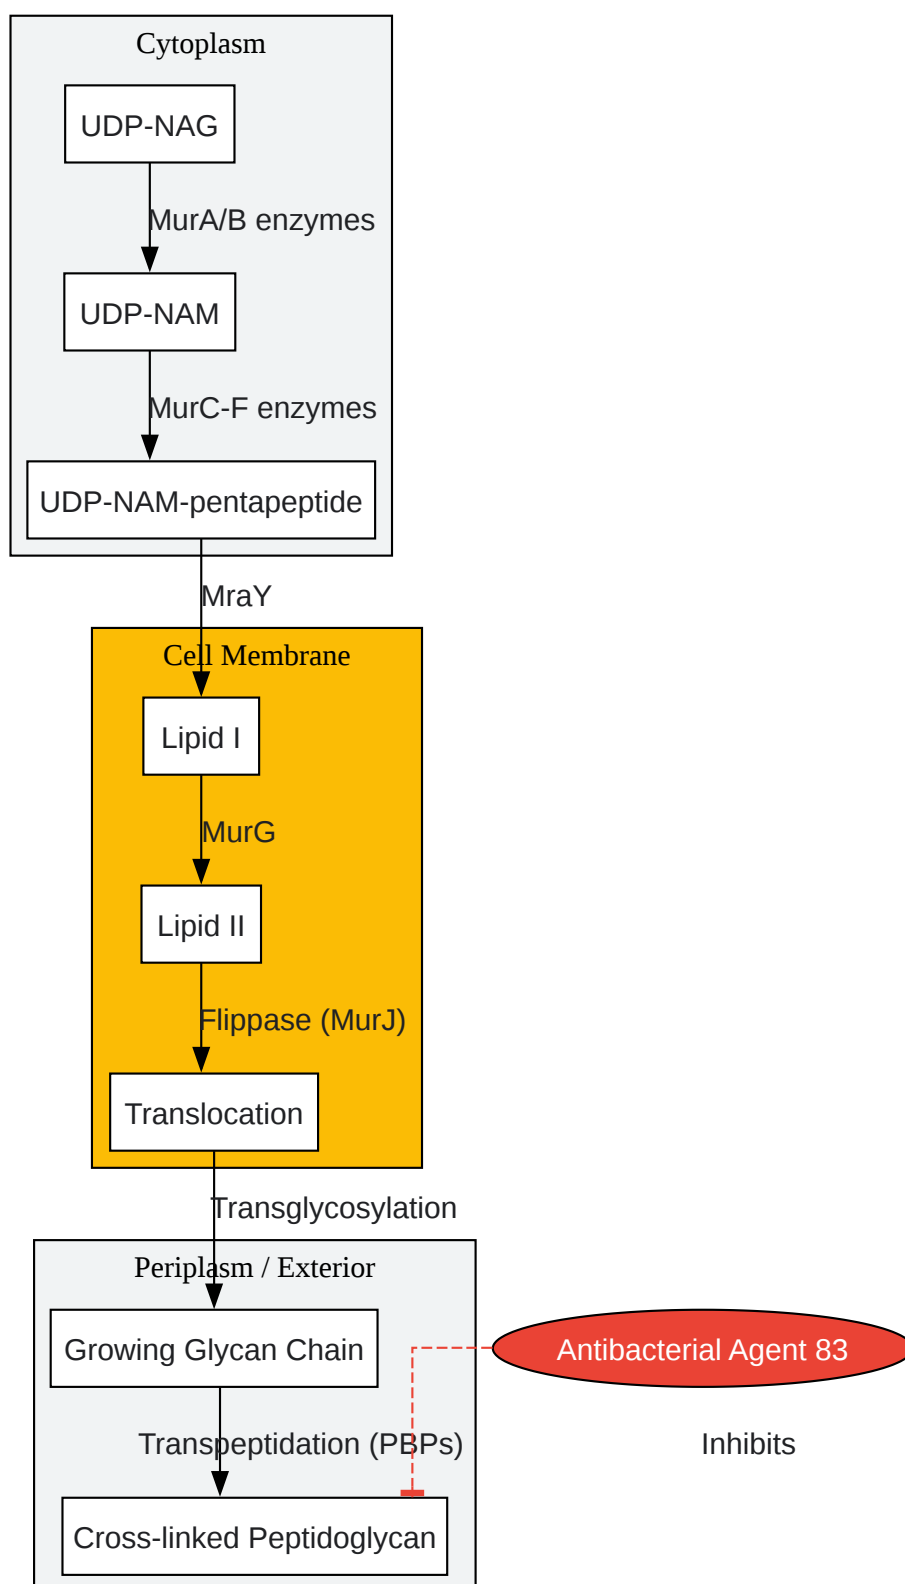 Cytoplasm
UDP-NAG
MurA/B enzymes
UDP-NAM
MurC-F enzymes
UDP-NAM-pentapeptide
MraY
Cell Membrane
Lipid I
MurG
Lipid II
Flippase (MurJ)
Translocation
Transglycosylation
Periplasm / Exterior
Growing Glycan Chain
Antibacterial Agent 83
Transpeptidation (PBPs)
Inhibits
Cross-linked Peptidoglycan